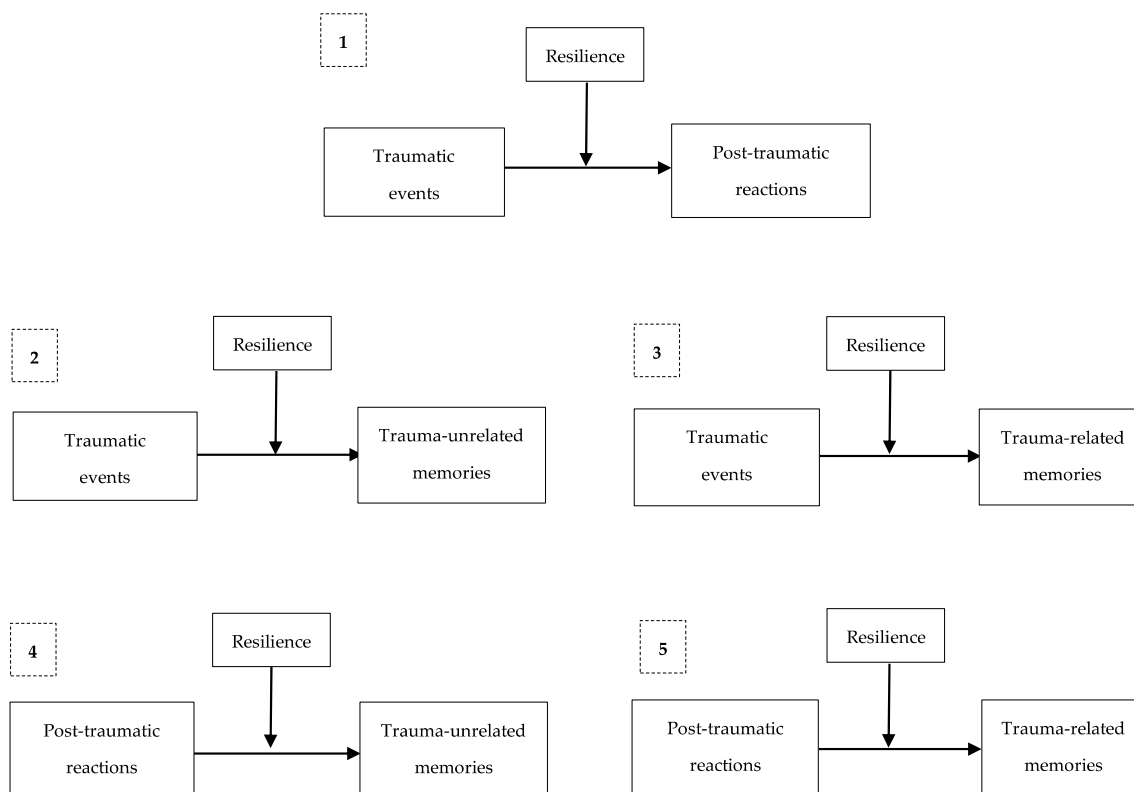 1
Resilience
Traumatic
events
Post-traumatic
reactions
2
Resilience
Traumatic
events
Trauma-unrelated
memories
3
Resilience
Traumatic
events
Trauma-related
memories
4
Resilience
Post-traumatic
reactions
Trauma-unrelated
memories
5
Resilience
Post-traumatic
reactions
Trauma-related
memories